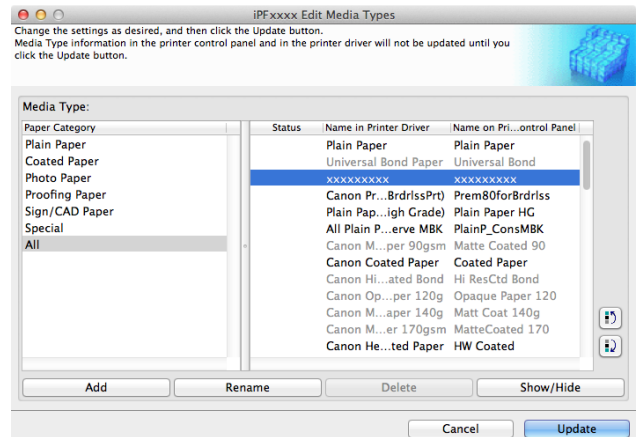 iPFxxxx Edit Media Types
Change the settings as desired, and then click the Update button.
Media Type information in the printer control panel and in the printer driver will not be updated until you
click the Update button.
Media Type:
Paper Category Status Name in Printer Driver Name on Pri...ontrol Panel
Plain Paper Plain Paper Plain Paper
Coated Paper Universal Bond Paper Universal Bond
Photo Paper xxxxxxxxx xxxxxxxxx
Proofing Paper Canon Pr...BrdrlssPrt) Prem80forBrdrlss
Sign/CAD Paper Plain Pap...igh Grade) Plain Paper HG
Special All Plain P...erve MBK PlainP_ConsMBK
All Canon M...per 90gsm Matte Coated 90
Canon Coated Paper Coated Paper
Canon Hi...ated Bond Hi ResCtd Bond
Canon Op...per 120g Opaque Paper 120
Canon M...aper 140g Matt Coat 140g
Canon M...er 170gsm MatteCoated 170
Canon He...ted Paper HW Coated
Add Rename Delete Show/Hide
Cancel Update